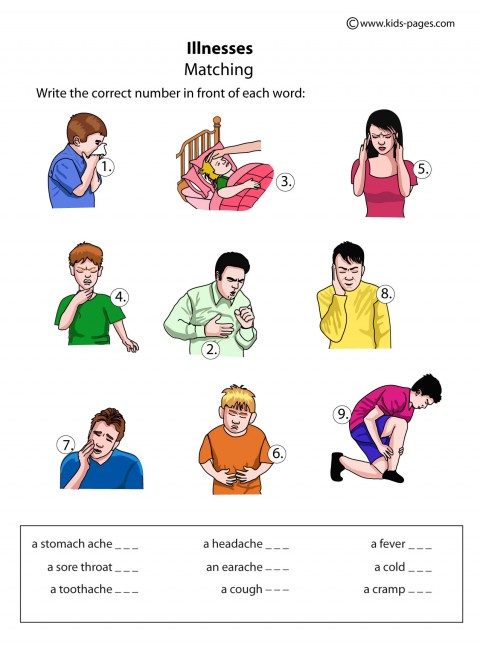 ©www.kids-pages.com
Illnesses
Matching
Write the correct number in front of each word:
1.
3.
5.
4.
2.
8.
7.
6.
9.
a stomach ache _ _ _ a headache _ _ _ a fever _ _ _
a sore throat _ _ _ an earache _ _ _ a cold _ _ _
a toothache _ _ _ a cough _ _ _ a cramp _ _ _